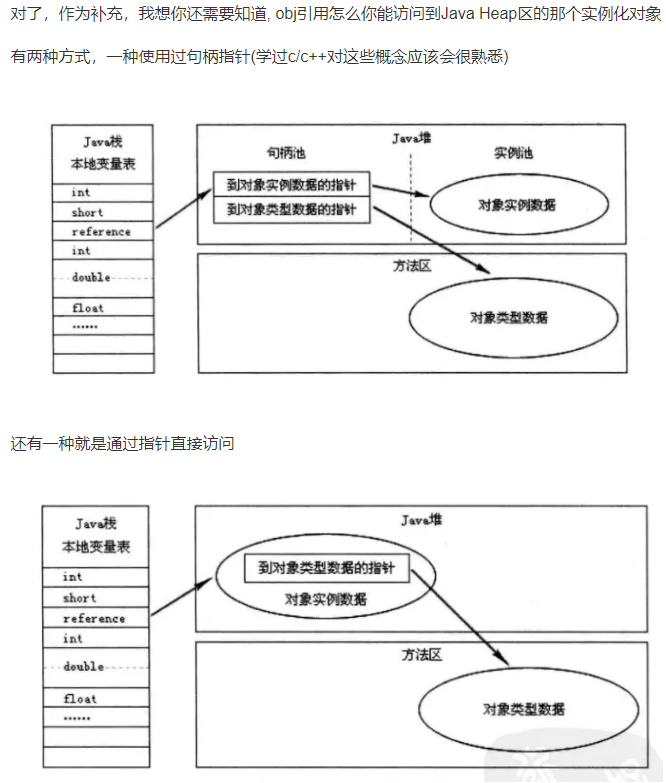 对了，作为补充，我想你还需要知道, obj引用怎么你能访问到Java Heap区的那个实例化对象
有两种方式，一种使用过句柄指针(学过c/c++对这些概念应该会很熟悉)
Java栈
本地变量表
int
short
reference
int
double
float
······
Java堆
句柄池
实例池
到对象实例数据的指针
到对象类型数据的指针
对象实例数据
方法区
对象类型数据
还有一种就是通过指针直接访问
Java栈
本地变量表
int
short
reference
int
double
float
······
Java堆
到对象类型数据的指针
对象实例数据
方法区
对象类型数据